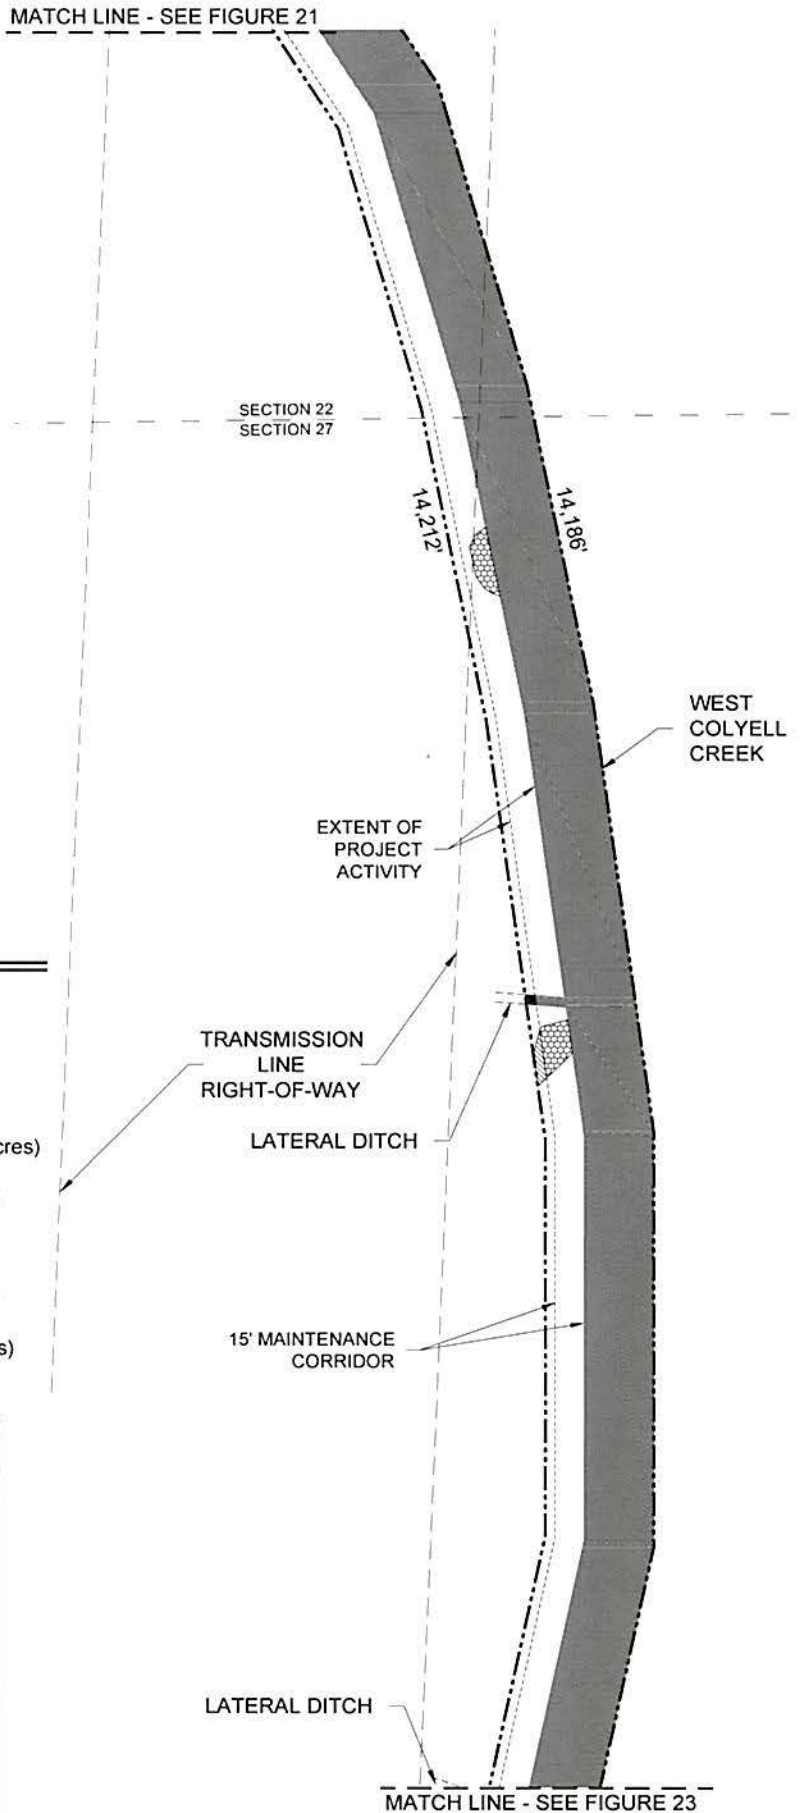 MATCH LINE - SEE FIGURE 21
SECTION 22
SECTION 27
14,212'
14,186'
WEST
COLYELL
CREEK
EXTENT OF
PROJECT
ACTIVITY
TRANSMISSION
LINE
RIGHT-OF-WAY
cres)
LATERAL DITCH
15' MAINTENANCE
CORRIDOR
s)
LATERAL DITCH
MATCH LINE - SEE FIGURE 23